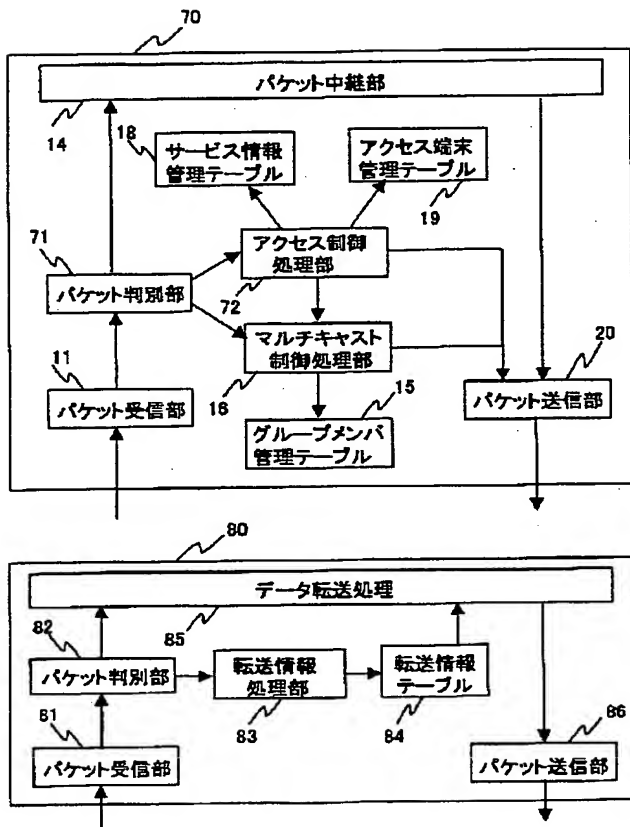 70
パケット中継部
14
18
サービス情報
管理テーブル
アクセス端末
管理テーブル
19
71
アクセス制御
処理部
パケット判別部
72
11
マルチキャスト
制御処理部
20
16
15
パケット受信部
パケット送信部
グループメンバ
管理テーブル
80
データ転送処理
82
85
パケット判別部
転送情報
処理部
転送情報
テーブル
81
83
84
86
パケット受信部
パケット送信部